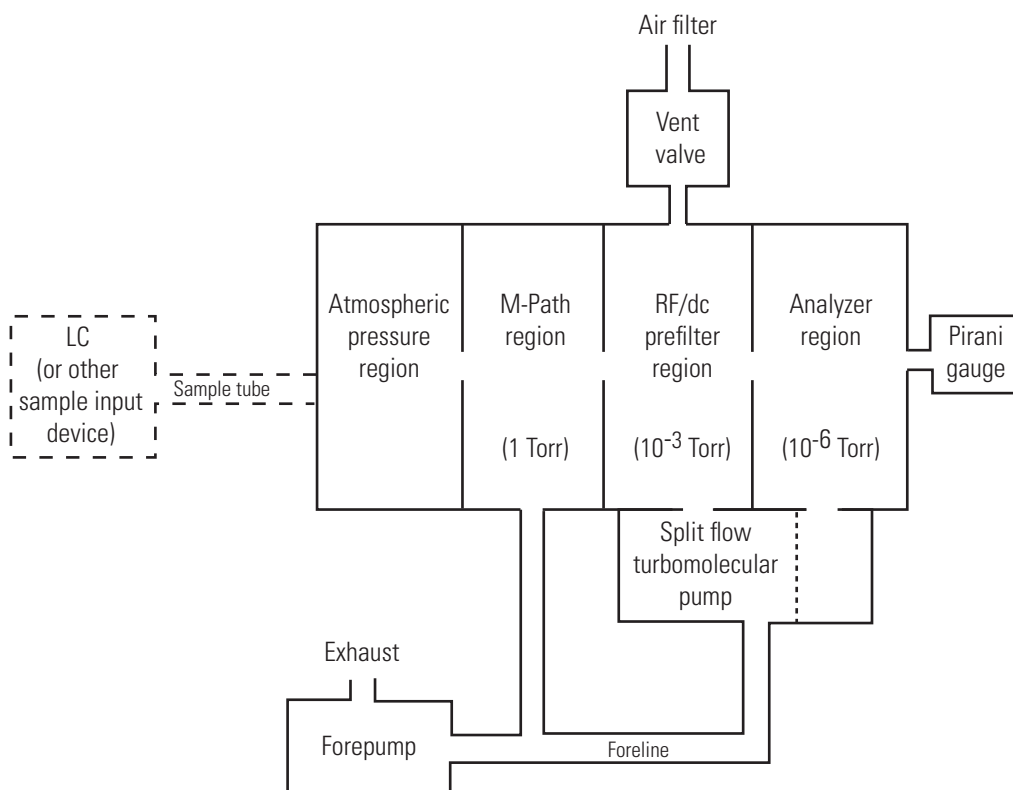 Air filter
Vent
valve
Atmospheric
pressure
region
M-Path
region
(1 Torr)
RF/dc
prefilter
region
(10-3 Torr)
Analyzer
region
(10-6 Torr)
Pirani
gauge
LC
(or other
sample input
device)
Sample tube
Split flow
turbomolecular
pump
Exhaust
Forepump
Foreline